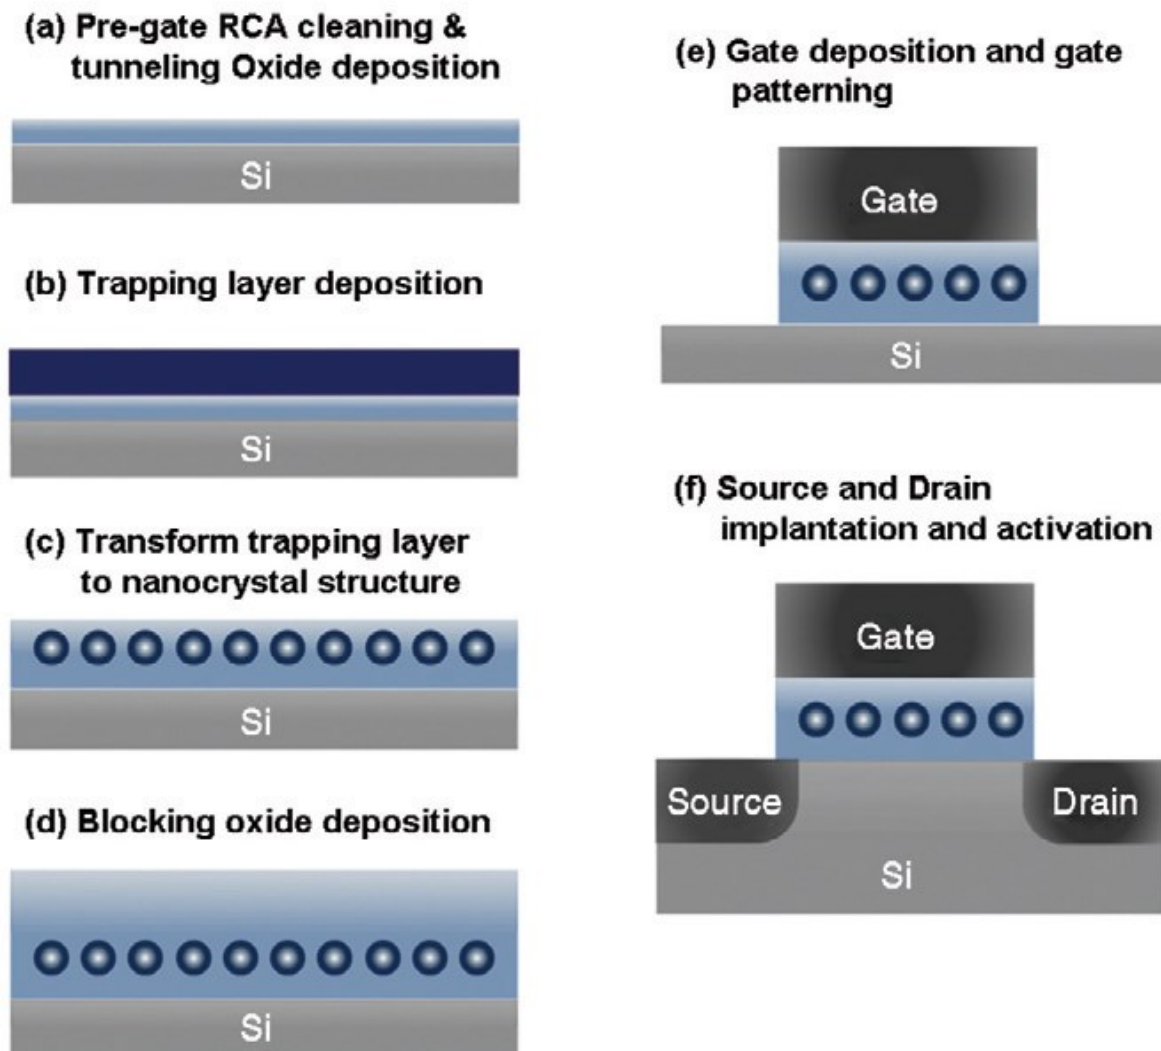 (a) Pre-gate RCA cleaning &
tunneling Oxide deposition
Si
(b) Trapping layer deposition
Si
(c) Transform trapping layer
to nanocrystal structure
Si
(d) Blocking oxide deposition
Si
(e) Gate deposition and gate
patterning
Gate
Si
(f) Source and Drain
implantation and activation
Gate
Source
Drain
Si